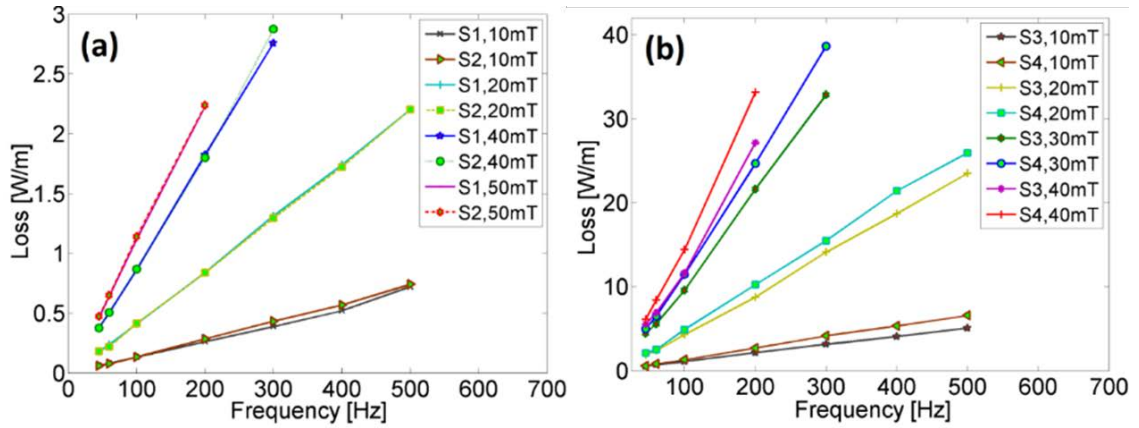 (a)
3
2.5
2
1.5
1
0.5
0
Loss [W/m]
0 100 200 300 400 500 600 700
Frequency [Hz]
S1,10mT
S2,10mT
S1,20mT
S2,20mT
S1,40mT
S2,40mT
S1,50mT
S2,50mT
(b)
40
30
20
10
0
Loss [W/m]
100 200 300 400 500 600 700
Frequency [Hz]
S3,10mT
S4,10mT
S3,20mT
S4,20mT
S3,30mT
S4,30mT
S3,40mT
S4,40mT